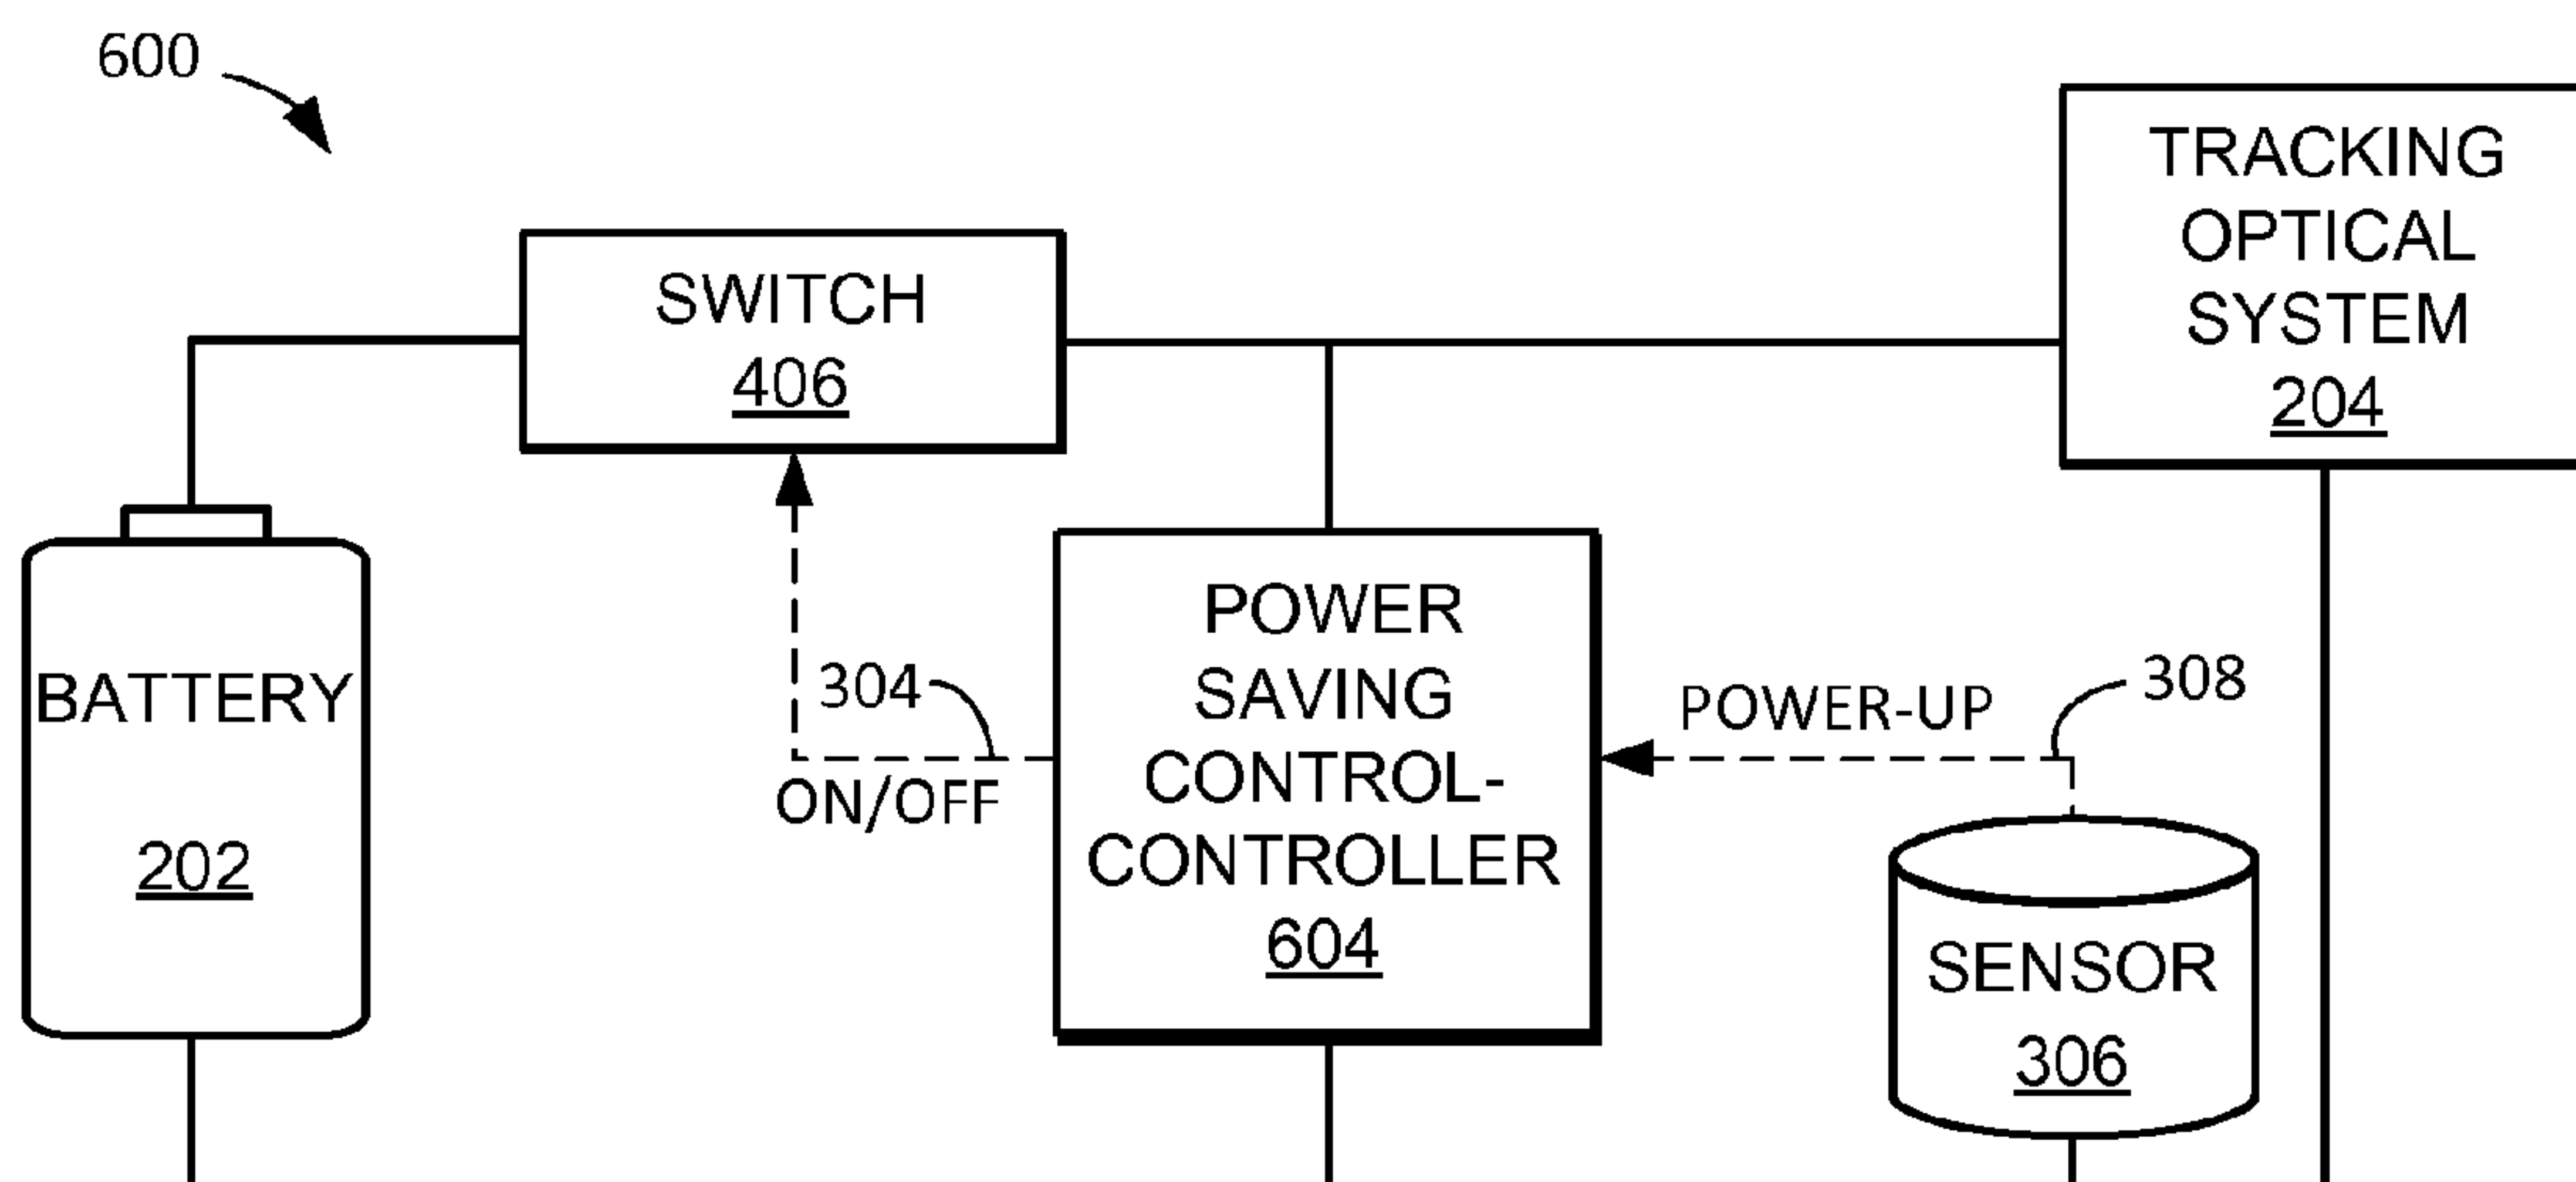 600
TRACKING
OPTICAL
SYSTEM
204
SWITCH
406
BATTERY
202
POWER
SAVING
CONTROL-
CONTROLLER
604
304
ON/OFF
POWER-UP
308
SENSOR
306